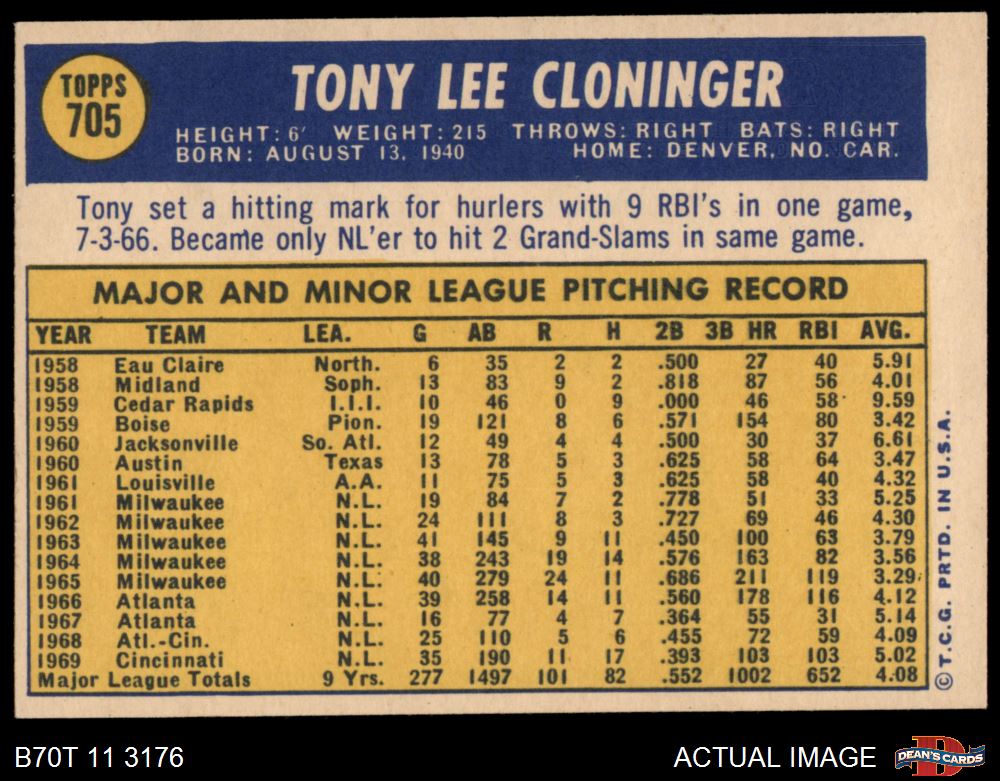 TOPPS
705
TONY LEE CLONINGER
HEIGHT: 6' WEIGHT: 215 THROWS: RIGHT BATS: RIGHT
BORN: AUGUST 13, 1940 HOME: DENVER, NO. CAR.
Tony set a hitting mark for hurlers with 9 RBI's in one game,
7-3-66. Became only NL'er to hit 2 Grand-Slams in same game.
MAJOR AND MINOR LEAGUE PITCHING RECORD
YEAR TEAM LEA. G AB R H 2B 3B HR RBI AVG.
1958 Eau Claire North. 6 35 2 2 .500 27 40 5.91
1958 Midland Soph. 13 83 9 2 .818 87 56 4.01
1959 Cedar Rapids I.I.I. 10 46 0 9 .000 46 58 9.59
1959 Boise Pion. 19 121 8 6 .571 154 80 3.42
1960 Jacksonville So. Atl. 12 49 4 4 .500 30 37 6.61
1960 Austin Texas 13 78 5 3 .625 58 64 3.47
1961 Louisville A.A. 11 75 5 3 .625 58 40 4.32
1961 Milwaukee N.L. 19 84 7 2 .778 51 33 5.25
1962 Milwaukee N.L. 24 111 8 3 .727 69 46 4.30
1963 Milwaukee N.L. 41 145 9 11 .450 100 63 3.79
1964 Milwaukee N.L. 38 243 19 14 .576 163 82 3.56
1965 Milwaukee N.L. 40 279 24 11 .686 211 119 3.29
1966 Atlanta N.L. 39 258 14 11 .560 178 116 4.12
1967 Atlanta N.L. 16 77 4 7 .364 55 31 5.14
1968 Atl.-Cin. N.L. 25 110 5 6 .455 72 59 4.09
1969 Cincinnati N.L. 35 190 11 17 .393 103 103 5.02
Major League Totals 9 Yrs. 277 1497 101 82 .552 1002 652 4.08
©T.C.G. PRTD. IN U.S.A.
B70T 11 3176 ACTUAL IMAGE
D
DEAN'S CARDS